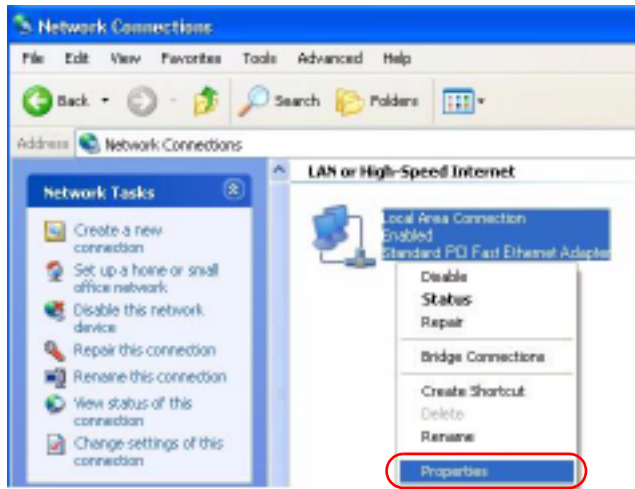 Network Connections
File Edit View Favorites Tools Advanced Help
Back Search Folders
Address Network Connections
Network Tasks
Create a new
connection
Set up a home or small
office network
Disable this network
device
Repair this connection
Rename this connection
View status of this
connection
Change settings of this
connection
LAN or High-Speed Internet
Local Area Connection
Enabled
Standard PCI Fast Ethernet Adapter
Disable
Status
Repair
Bridge Connections
Create Shortcut
Delete
Rename
Properties